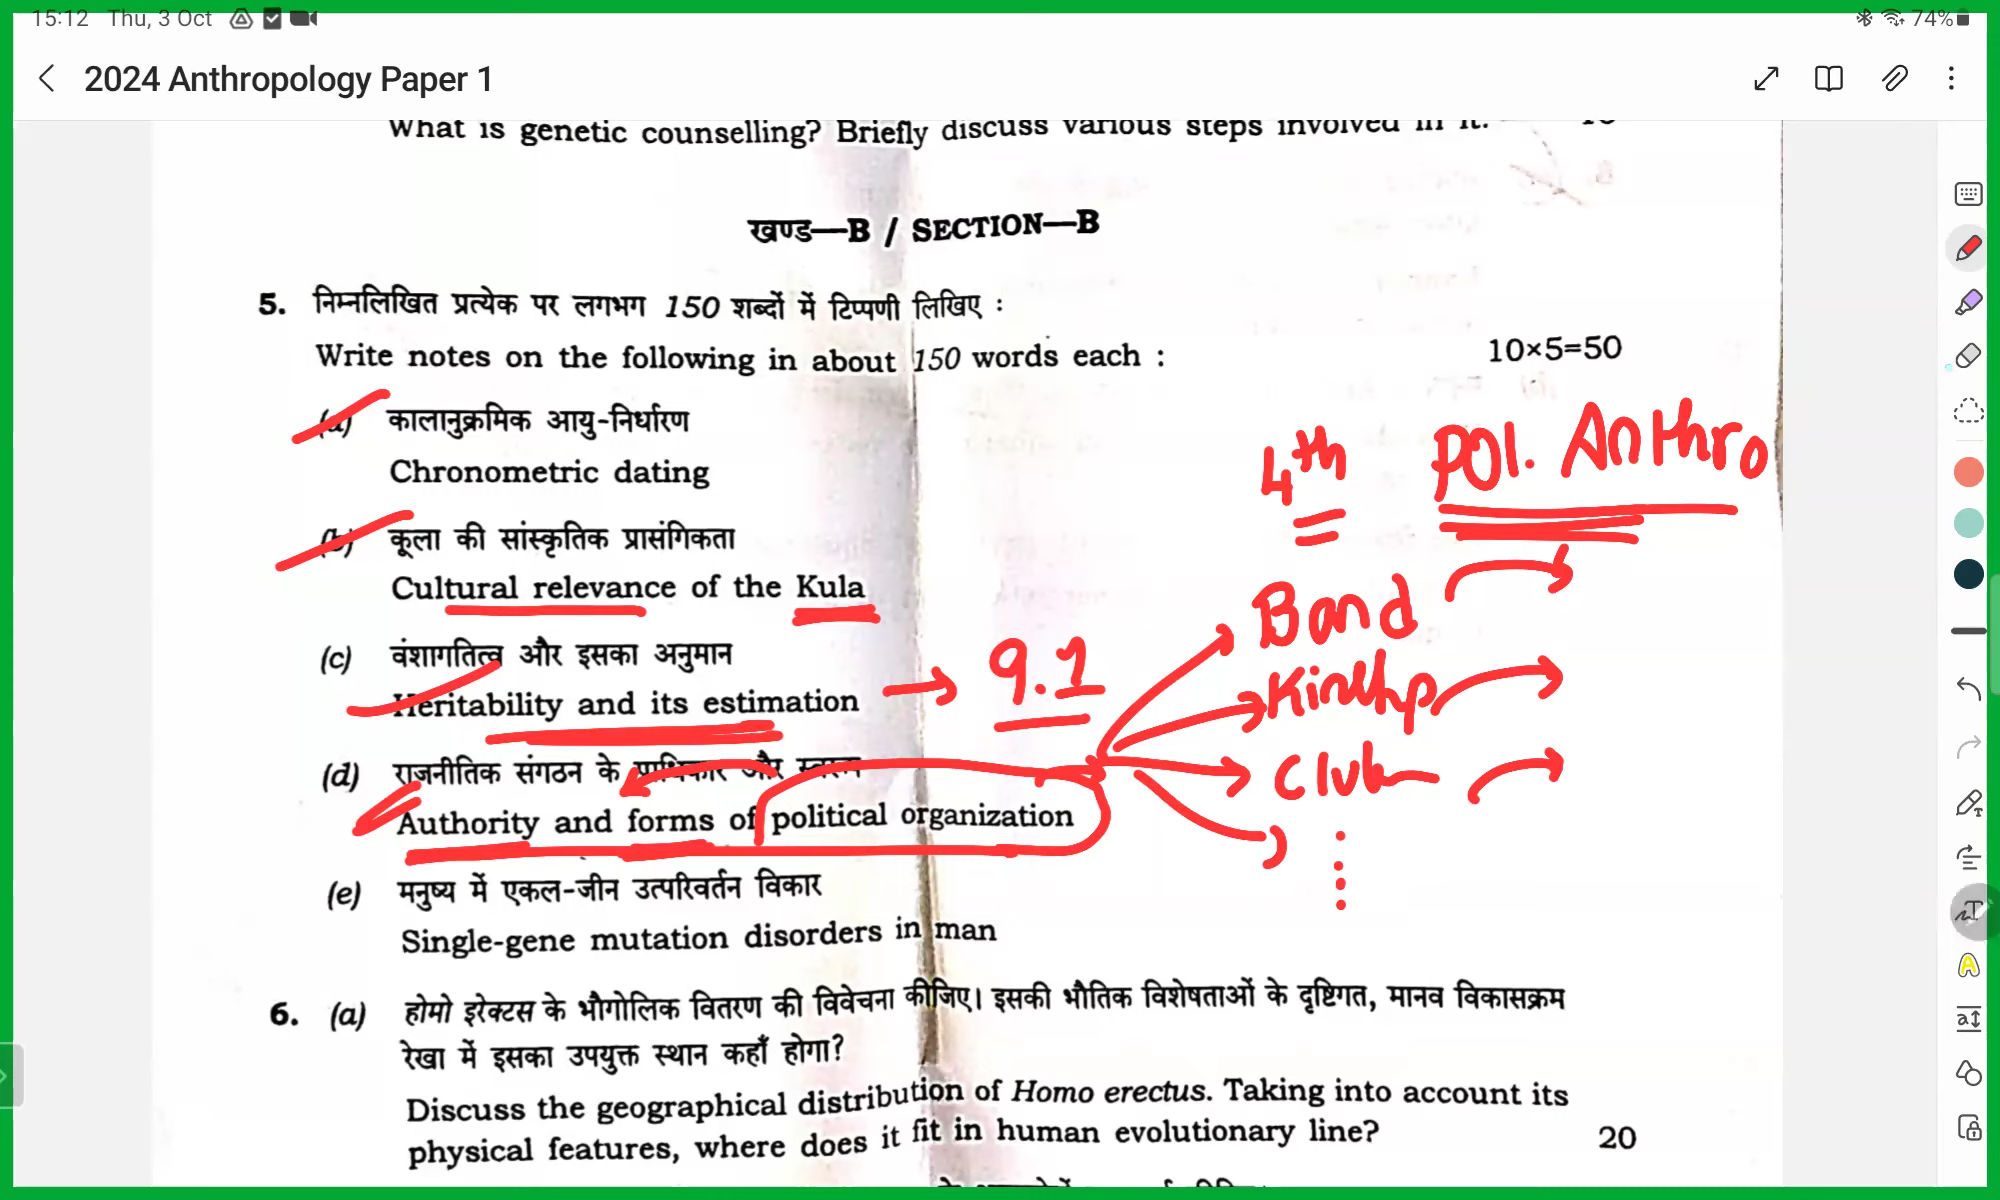 15:12 Thu, 3 Oct 74%
2024 Anthropology Paper 1
What is genetic counselling? Briefly discuss various steps involved in it. 10
खण्ड—B / SECTION—B
5. निम्नलिखित प्रत्येक पर लगभग 150 शब्दों में टिप्पणी लिखिए :
Write notes on the following in about 150 words each : 10×5=50
(a) कालानुक्रमिक आयु-निर्धारण
Chronometric dating
4th Pol. Anthro
(b) कूला की सांस्कृतिक प्रासंगिकता
Cultural relevance of the Kula
Band
(c) वंशागतित्व और इसका अनुमान
Heritability and its estimation
9.1
Kinship
(d) राजनीतिक संगठन के प्राधिकार और स्वरूप
Authority and forms of political organization
Club
(e) मनुष्य में एकल-जीन उत्परिवर्तन विकार
Single-gene mutation disorders in man
6. (a) होमो इरेक्टस के भौगोलिक वितरण की विवेचना कीजिए। इसकी भौतिक विशेषताओं के दृष्टिगत, मानव विकासक्रम
रेखा में इसका उपयुक्त स्थान कहाँ होगा?
Discuss the geographical distribution of Homo erectus. Taking into account its
physical features, where does it fit in human evolutionary line? 20